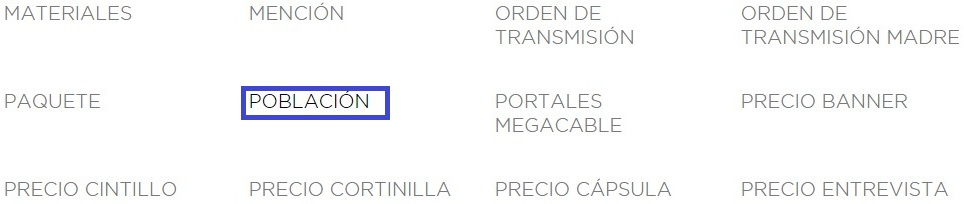 MATERIALES
MENCIÓN
ORDEN DE
TRANSMISIÓN
ORDEN DE
TRANSMISIÓN MADRE
PAQUETE
POBLACIÓN
PORTALES
MEGACABLE
PRECIO BANNER
PRECIO CINTILLO
PRECIO CORTINILLA
PRECIO CÁPSULA
PRECIO ENTREVISTA